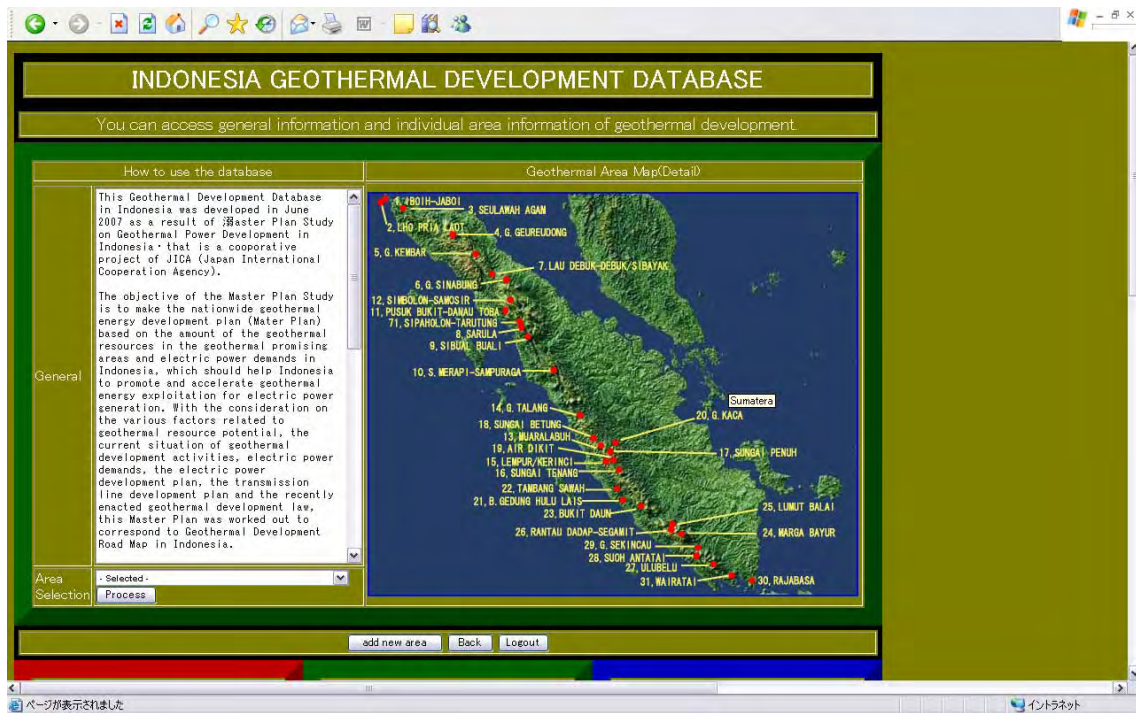 INDONESIA GEOTHERMAL DEVELOPMENT DATABASE
You can access general information and individual area information of geothermal development.
How to use the database
Geothermal Area Map(Detail)
General
This Geothermal Development Database
in Indonesia was developed in June
2007 as a result of 溺aster Plan Study
on Geothermal Power Development in
Indonesia・that is a cooporative
project of JICA (Japan International
Cooperation Agency).
The objective of the Master Plan Study
is to make the nationwide geothermal
energy development plan (Mater Plan)
based on the amount of the geothermal
resources in the geothermal promising
areas and electric power demands in
Indonesia, which should help Indonesia
to promote and accelerate geothermal
energy exploitation for electric power
generation. With the consideration on
the various factors related to
geothermal resource potential, the
current situation of geothermal
development activities, electric power
demands, the electric power
development plan, the transmission
line development plan and the recently
enacted geothermal development law,
this Master Plan was worked out to
correspond to Geothermal Development
Road Map in Indonesia.
1, IBOIH-JABOI
3, SEULAWAH AGAM
2, LHO PRIA LAOT
4, G. GEUREUDONG
5, G. KEMBAR
7. LAU DEBUK-DEBUK/SIBAYAK
6, G. SINABUNG
12, SIMBOLON-SAMOSIR
11, PUSUK BUKIT-DANAU TOBA
71, SIPAHOLON-TARUTUNG
8, SARULA
9, SIBUAL BUALI
10, S. MERAPI-SAMPURAGA
Sumatera
14, G. TALANG
20, G. KACA
18, SUNGAI BETUNG
13, MUARALABUH
19, AIR DIKIT
17, SUNGAI PENUH
15, LEMPUR/KERINCI
16, SUNGAI TENANG
22, TAMBANG SAWAH
21, B. GEDUNG HULU LAIS
25, LUMUT BALAI
23, BUKIT DAUN
26, RANTAU DADAP-SEGAMIT
24, MARGA BAYUR
29, G. SEKINCAU
28, SUOH ANTATAI
27, ULUBELU
31, WAIRATAI
30, RAJABASA
Area
Selection
- Selected -
Process
add new area
Back
Logout
ページが表示されました
イントラネット